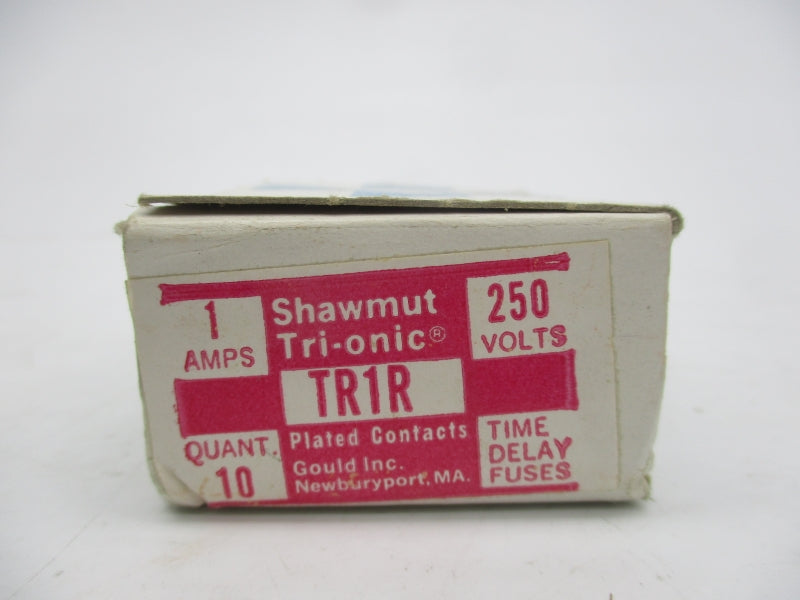 1
AMPS
Shawmut
Tri-onic®
250
VOLTS
TR1R
QUANT.
10
Plated Contacts
Gould Inc.
Newburyport, MA.
TIME
DELAY
FUSES